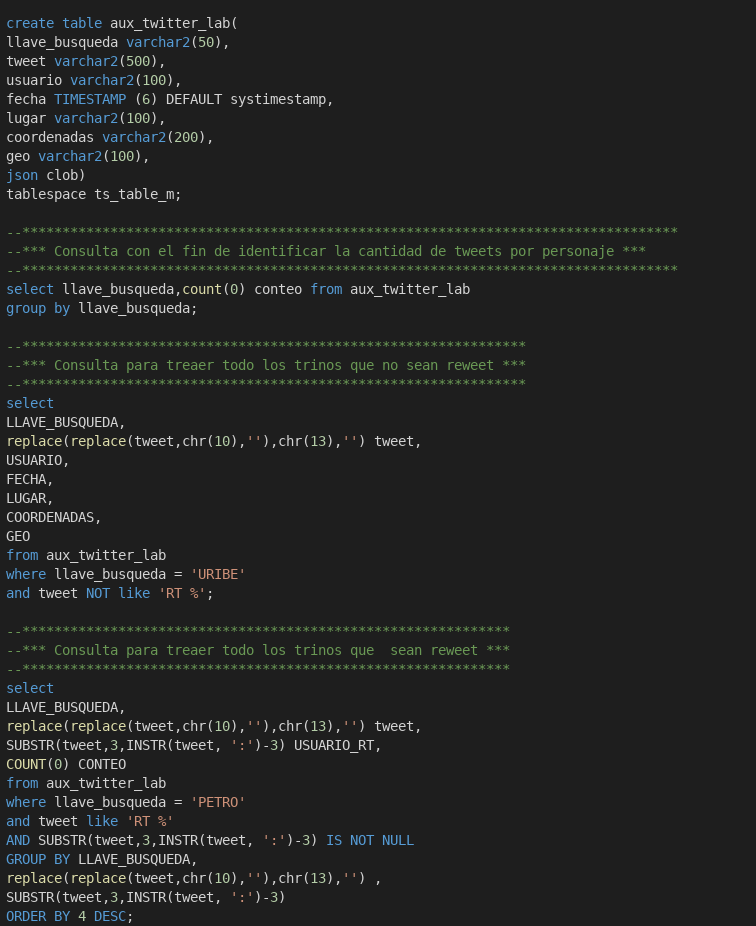 create table aux_twitter_lab(
llave_busqueda varchar2(50),
tweet varchar2(500),
usuario varchar2(100),
fecha TIMESTAMP (6) DEFAULT systimestamp,
lugar varchar2(100),
coordenadas varchar2(200),
geo varchar2(100),
json clob)
tablespace ts_table_m;

--**********************************************************************************
--*** Consulta con el fin de identificar la cantidad de tweets por personaje ***
--**********************************************************************************
select llave_busqueda,count(0) conteo from aux_twitter_lab
group by llave_busqueda;

--***************************************************************
--*** Consulta para treaer todo los trinos que no sean reweet ***
--***************************************************************
select
LLAVE_BUSQUEDA,
replace(replace(tweet,chr(10),''),chr(13),'') tweet,
USUARIO,
FECHA,
LUGAR,
COORDENADAS,
GEO
from aux_twitter_lab
where llave_busqueda = 'URIBE'
and tweet NOT like 'RT %';

--*************************************************************
--*** Consulta para treaer todo los trinos que  sean reweet ***
--*************************************************************
select
LLAVE_BUSQUEDA,
replace(replace(tweet,chr(10),''),chr(13),'') tweet,
SUBSTR(tweet,3,INSTR(tweet, ':')-3) USUARIO_RT,
COUNT(0) CONTEO
from aux_twitter_lab
where llave_busqueda = 'PETRO'
and tweet like 'RT %'
AND SUBSTR(tweet,3,INSTR(tweet, ':')-3) IS NOT NULL
GROUP BY LLAVE_BUSQUEDA,
replace(replace(tweet,chr(10),''),chr(13),'') ,
SUBSTR(tweet,3,INSTR(tweet, ':')-3)
ORDER BY 4 DESC;